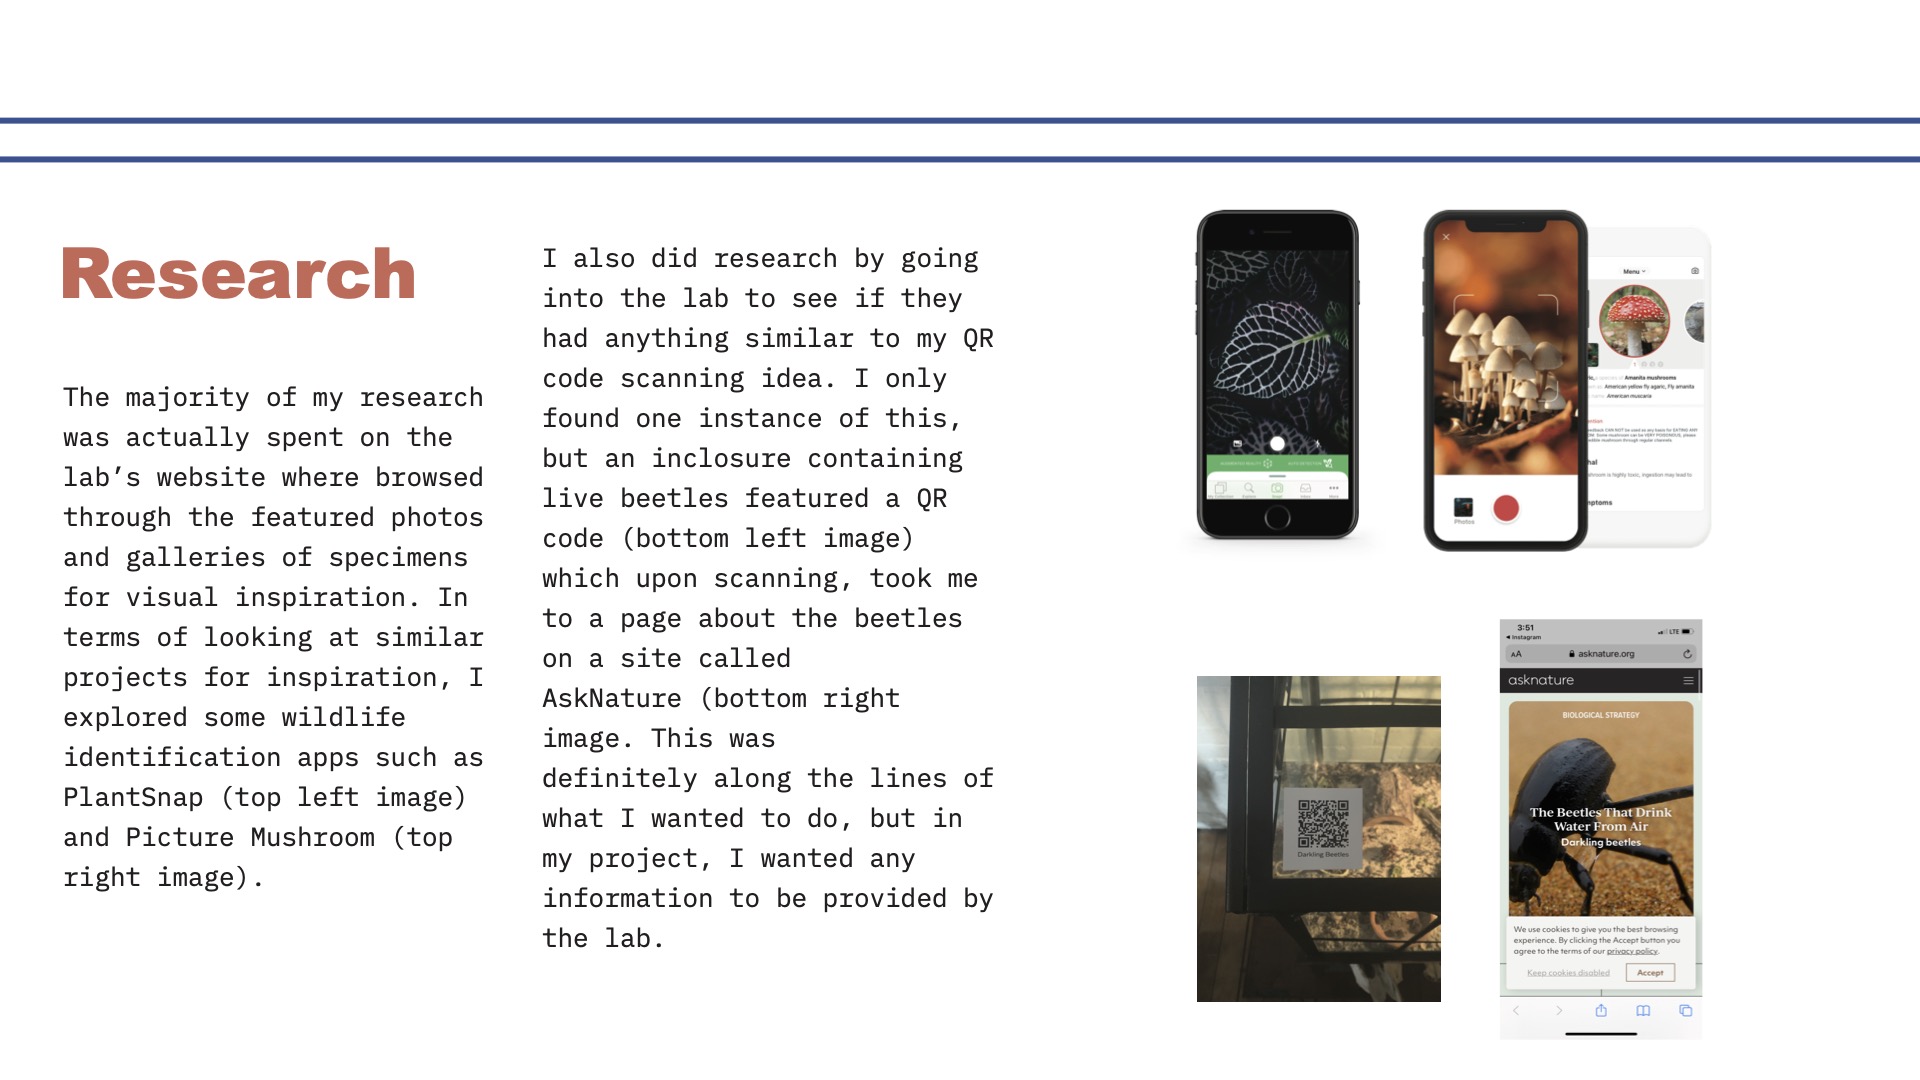 Research
The majority of my research
was actually spent on the
lab’s website where browsed
through the featured photos
and galleries of specimens
for visual inspiration. In
terms of looking at similar
projects for inspiration, I
explored some wildlife
identification apps such as
PlantSnap (top left image)
and Picture Mushroom (top
right image).
I also did research by going
into the lab to see if they
had anything similar to my QR
code scanning idea. I only
found one instance of this,
but an inclosure containing
live beetles featured a QR
code (bottom left image)
which upon scanning, took me
to a page about the beetles
on a site called
AskNature (bottom right
image. This was
definitely along the lines of
what I wanted to do, but in
my project, I wanted any
information to be provided by
the lab.
Menu
Amanita mushrooms
American yellow fly agaric, Fly amanita
American muscaria
Photos
Darkling Beetles
3:51
Instagram
LTE
AA
asknature.org
asknature
BIOLOGICAL STRATEGY
The Beetles That Drink
Water From Air
Darkling beetles
We use cookies to give you the best browsing
experience. By clicking the Accept button you
agree to the terms of our privacy policy.
Keep cookies disabled
Accept